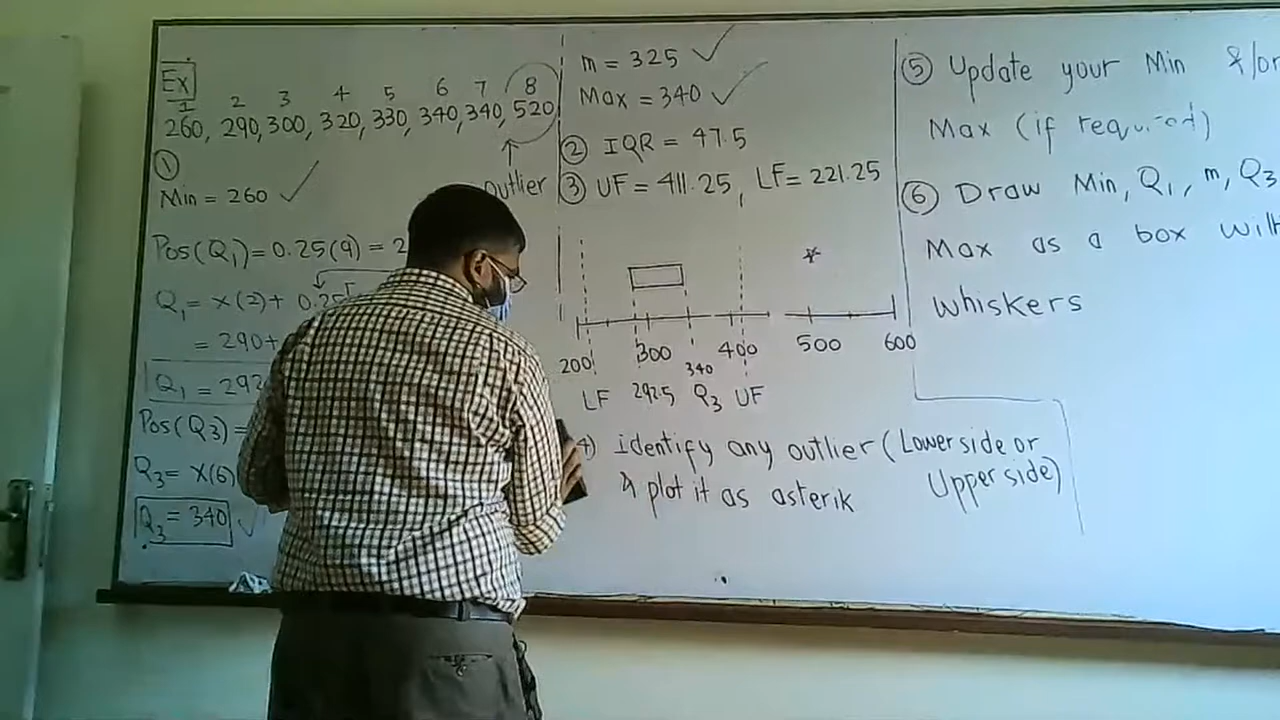 Ex
1 2 3 4 5 6 7 8
260, 290, 300, 320, 330, 340, 340, 520
①
outlier
Min = 260 ✓
Pos(Q₁) = 0.25(9) = 2
Q₁ = x(2) + 0.25[
= 290+
Q₁ = 292
Pos(Q₃) =
Q₃ = x(6)
Q₃ = 340 ✓
m = 325 ✓
Max = 340 ✓
② IQR = 47.5
③ UF = 411.25, LF = 221.25
*
200 300 340 400 500 600
LF 292.5 Q₃ UF
4) identify any outlier (Lower side or
& plot it as asterik Upper side)
⑤ Update your Min &/or
Max (if required)
⑥ Draw Min, Q₁, m, Q₃
Max as a box with
whiskers